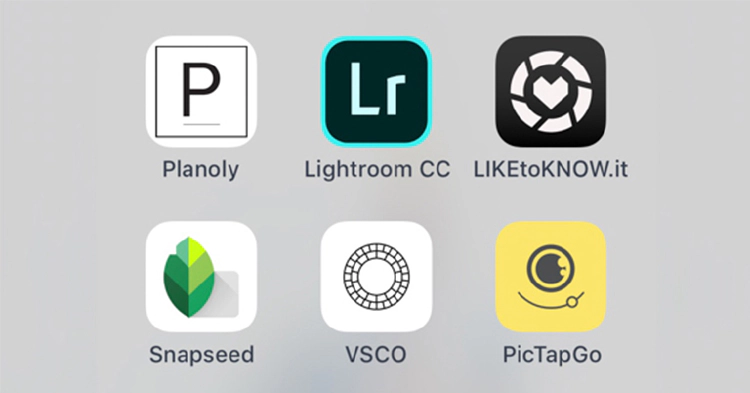 P
Lr
Planoly
Lightroom CC
LIKEtoKNOW.it
Snapseed
VSCO
PicTapGo